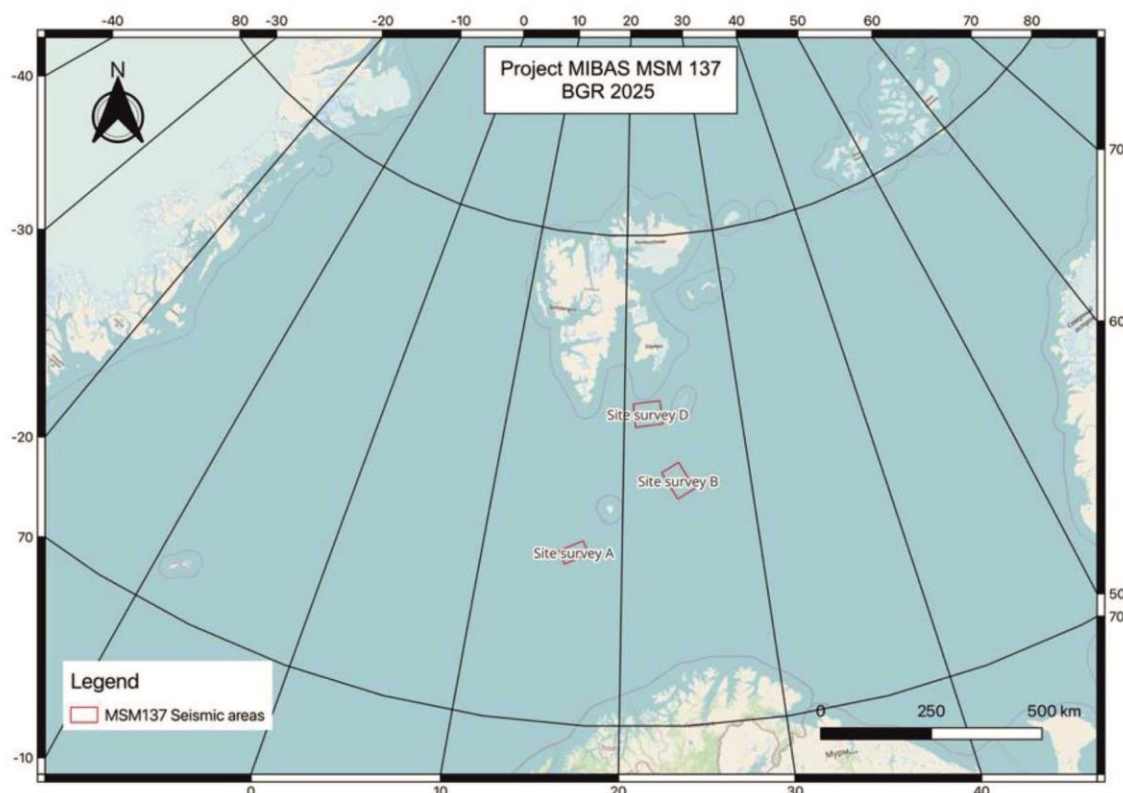 -40 80 -30 -20 -10 0 10 20 30 40 50 60 70 80
Project MIBAS MSM 137
BGR 2025
N
-40
70
-30
60
Site survey D
-20
Site survey B
70
Site survey A
50
70
Legend
MSM137 Seismic areas
0 250 500 km
-10
0 10 20 30 40